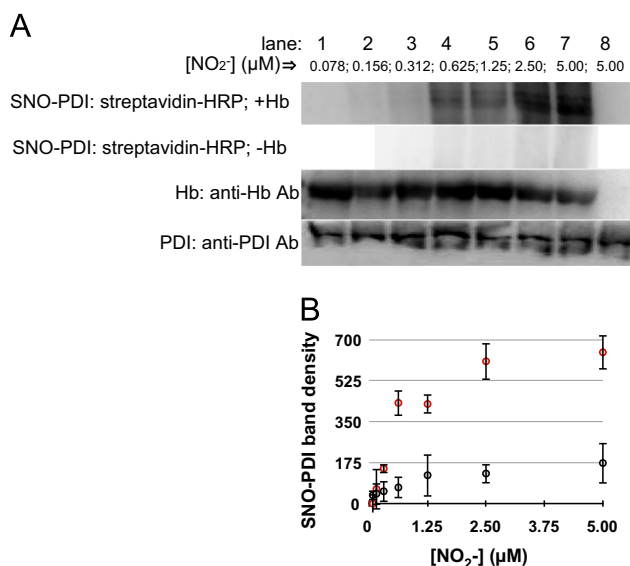 A
lane: 1 2 3 4 5 6 7 8
[NO2-] (μM)⇒ 0.078; 0.156; 0.312; 0.625; 1.25; 2.50; 5.00; 5.00
SNO-PDI: streptavidin-HRP; +Hb
SNO-PDI: streptavidin-HRP; -Hb
Hb: anti-Hb Ab
PDI: anti-PDI Ab
B
SNO-PDI band density
700
525
350
175
0
0 1.25 2.50 3.75 5.00
[NO2-] (μM)